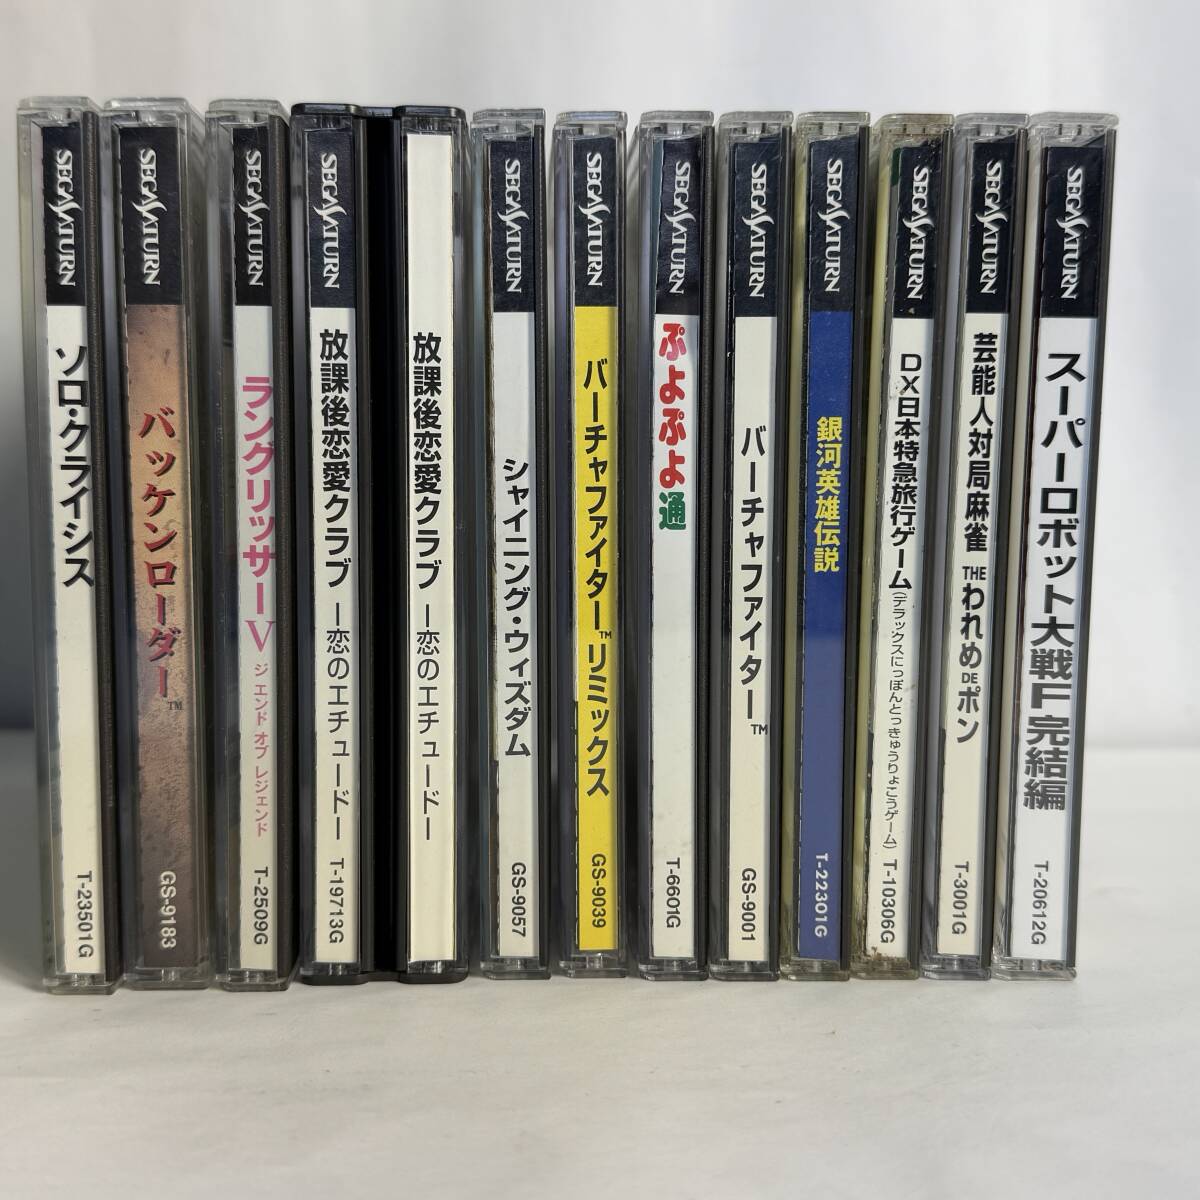 SEGA SATURN
ソロ・クライシス
T-23501G
SEGA SATURN
バッケンローダー™
GS-9183
SEGA SATURN
ラングリッサーV ジ エンド オブ レジェンド
T-2509G
SEGA SATURN
放課後恋愛クラブ ー恋のエチュードー
T-19713G
放課後恋愛クラブ ー恋のエチュードー
SEGA SATURN
シャイニング・ウィズダム
GS-9057
SEGA SATURN
バーチャファイター™リミックス
GS-9039
SEGA SATURN
ぷよぷよ通
T-6601G
SEGA SATURN
バーチャファイター™
GS-9001
SEGA SATURN
銀河英雄伝説
T-22301G
SEGA SATURN
DX日本特急旅行ゲーム(デラックスにっぽんとっきゅうりょこうゲーム)
T-10306G
SEGA SATURN
芸能人対局麻雀 THEわれめDEポン
T-3001G
SEGA SATURN
スーパーロボット大戦F完結編
T-20612G